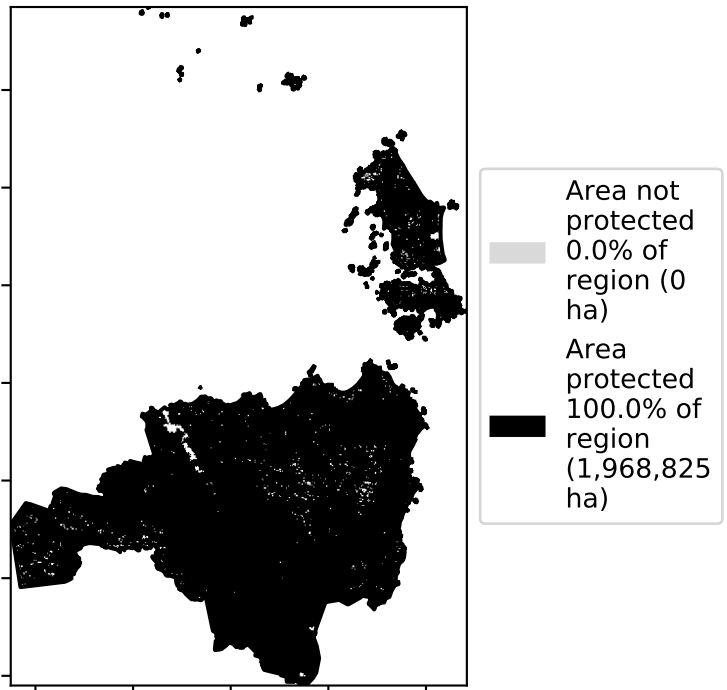 Area not
protected
0.0% of
region (0
ha)
Area
protected
100.0% of
region
(1,968,825
ha)